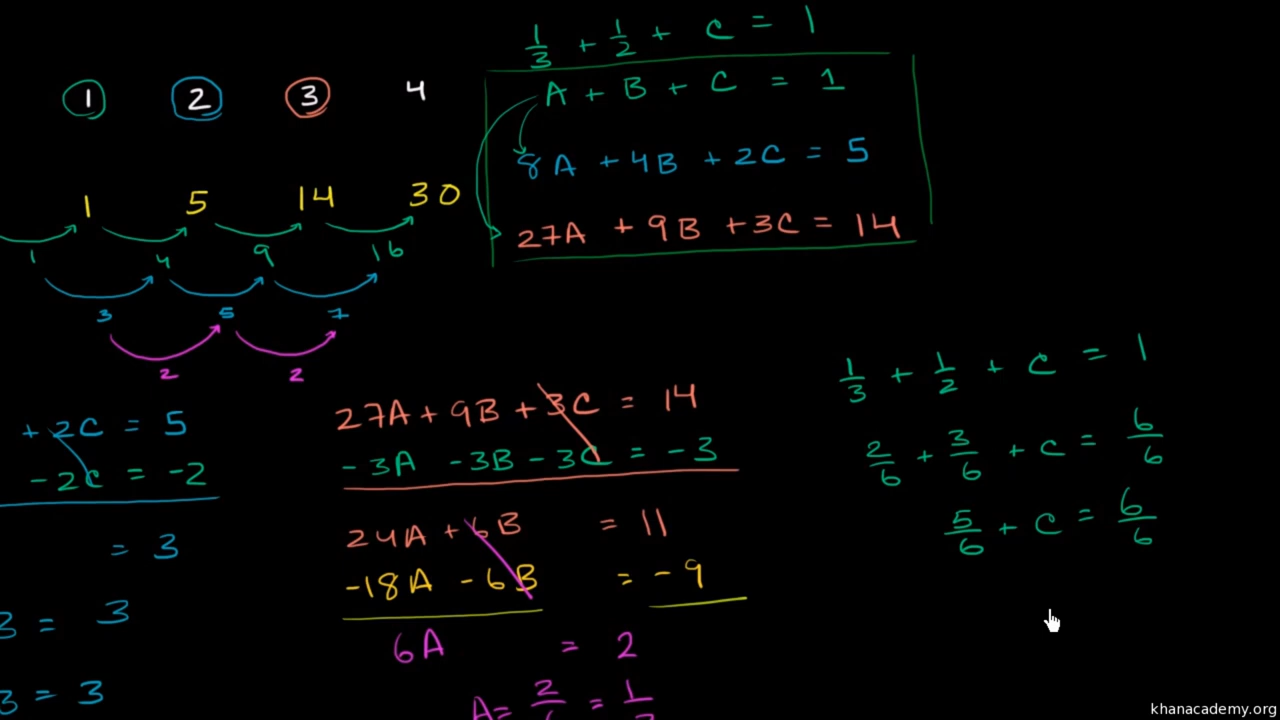 1/3 + 1/2 + C = 1
1 2 3 4
A + B + C = 1
8A + 4B + 2C = 5
1 5 14 30
27A + 9B + 3C = 14
1 4 9 16
3 5 7
2 2
+ 2C = 5
- 2C = -2
= 3
3 = 3
3 = 3
27A + 9B + 3C = 14
-3A -3B - 3C = -3
24A + 6B = 11
-18A - 6B = -9
6A = 2
1/3 + 1/2 + C = 1
2/6 + 3/6 + C = 6/6
5/6 + C = 6/6
khanacademy.org